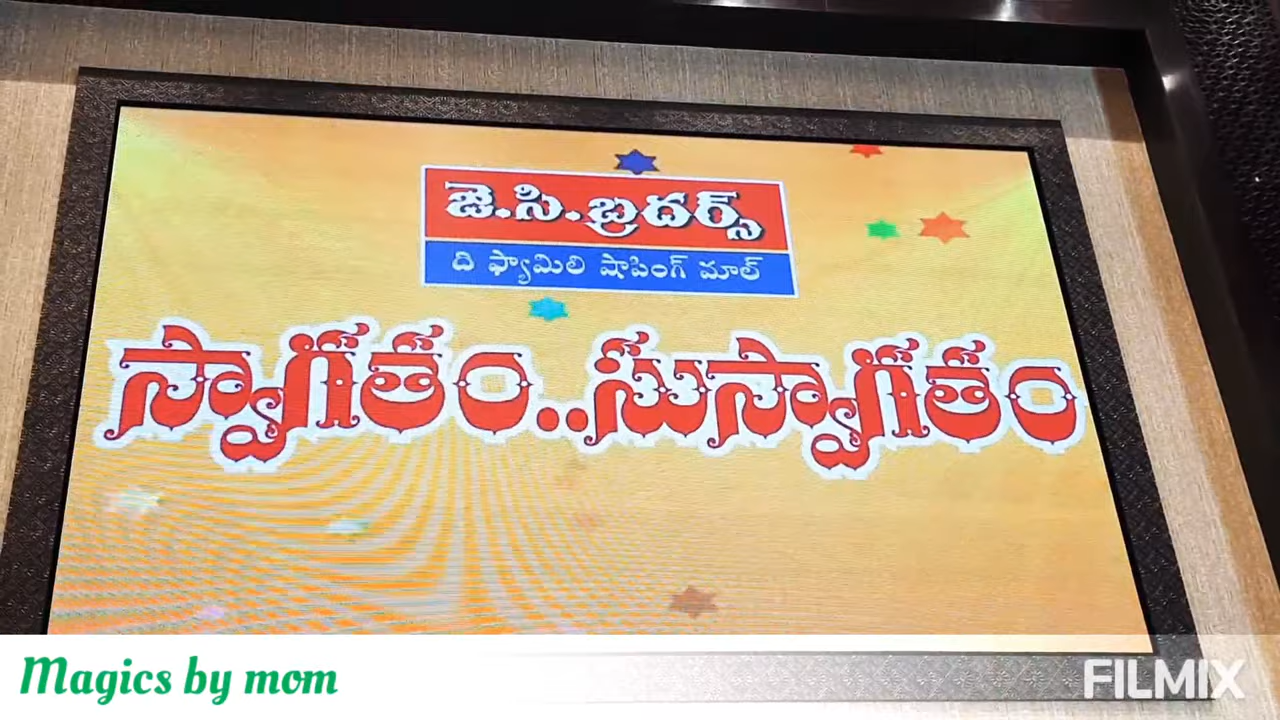 జె.సి.బ్రదర్స్
ది ఫ్యామిలి షాపింగ్ మాల్
స్వాగతం..సుస్వాగతం
Magics by mom
FILMIX